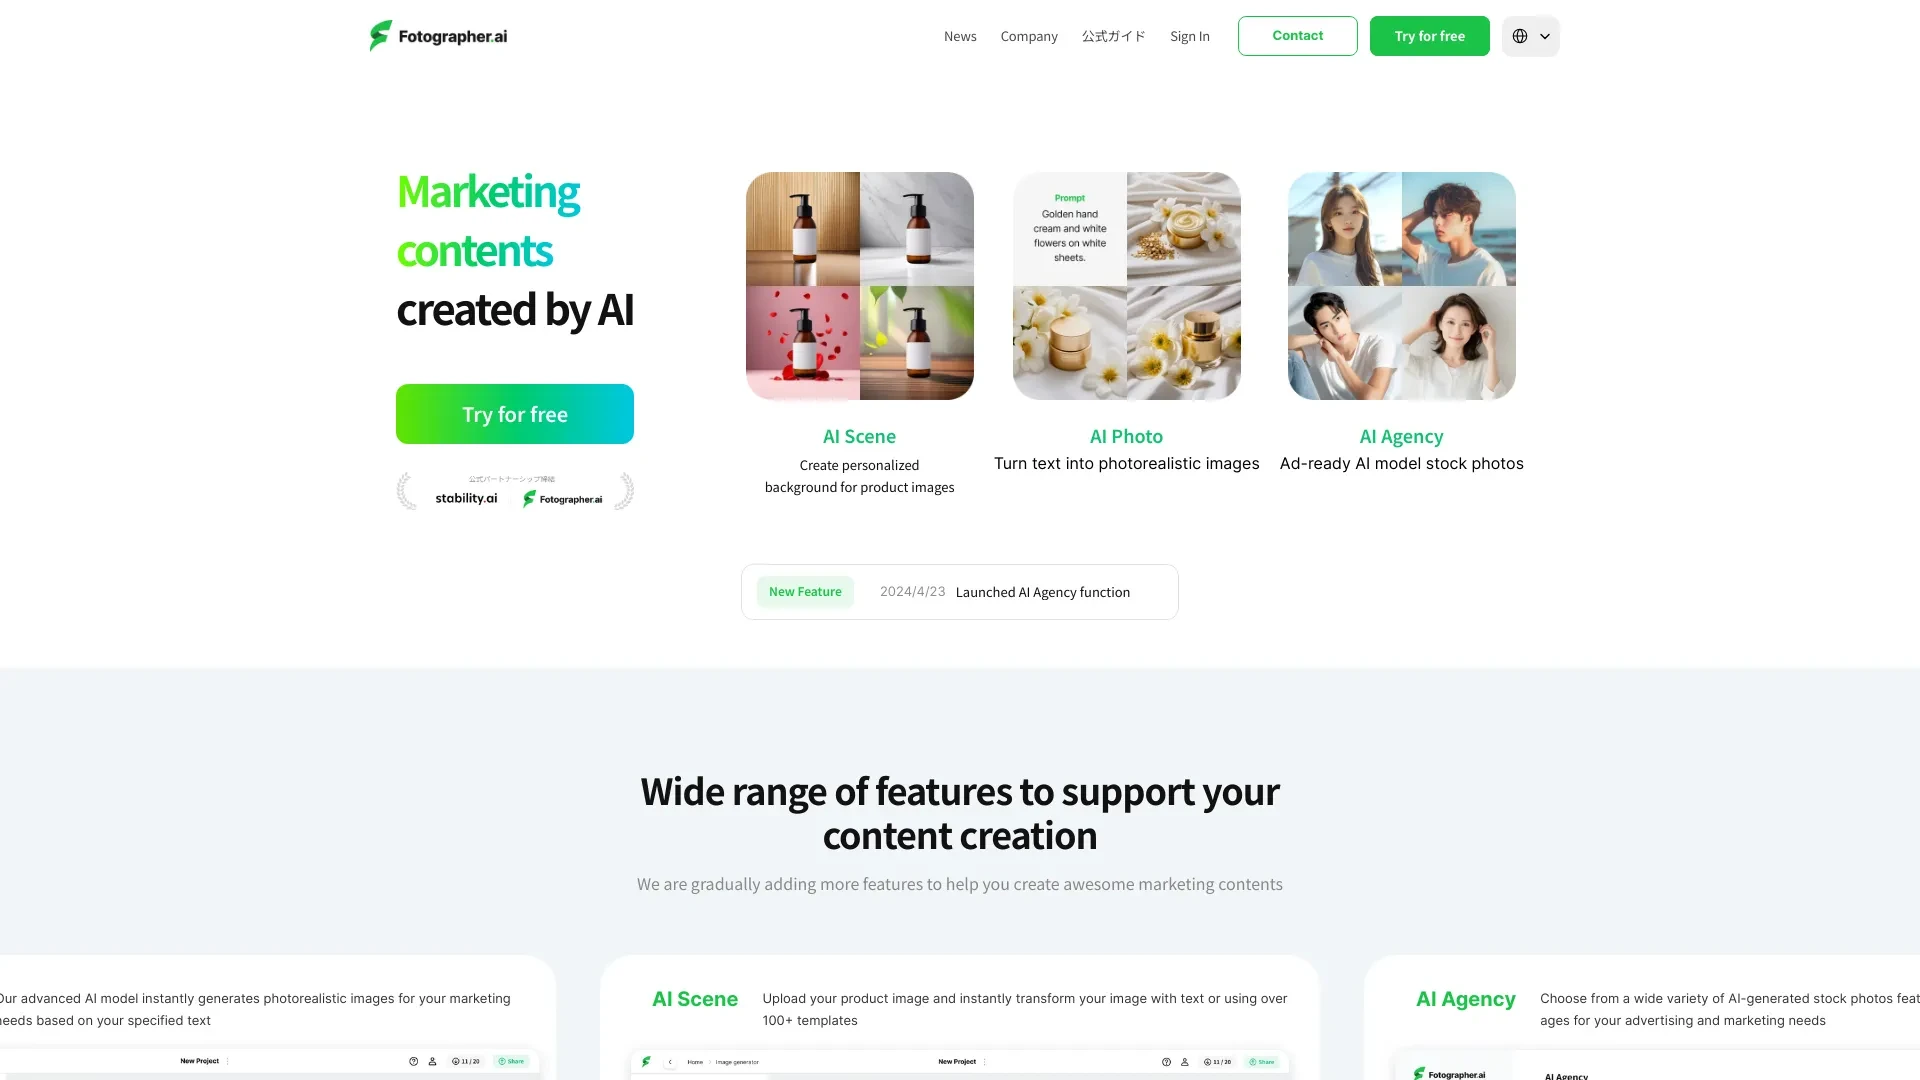 Fotographer.ai
News
Company
公式ガイド
Sign In
Contact
Try for free
Marketing
contents
created by AI
Try for free
公式パートナーシップ締結
stability.ai
Fotographer.ai
Prompt
Golden hand
cream and white
flowers on white
sheets.
AI Scene
Create personalized
background for product images
AI Photo
Turn text into photorealistic images
AI Agency
Ad-ready AI model stock photos
New Feature
2024/4/23
Launched AI Agency function
Wide range of features to support your
content creation
We are gradually adding more features to help you create awesome marketing contents
Our advanced AI model instantly generates photorealistic images for your marketing
needs based on your specified text
New Project
11 / 20
Share
AI Scene
Upload your product image and instantly transform your image with text or using over
100+ templates
Home
Image generator
New Project
11 / 20
Share
AI Agency
Choose from a wide variety of AI-generated stock photos feat
ages for your advertising and marketing needs
Fotographer.ai
AI Agency